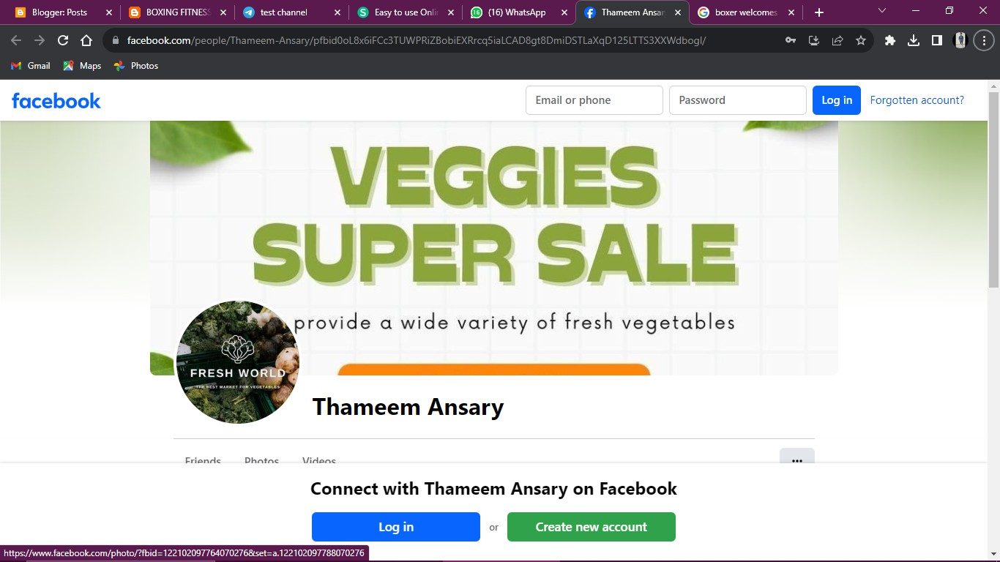 Blogger: Posts
BOXING FITNESS
test channel
Easy to use Onli
(16) WhatsApp
Thameem Ansar
boxer welcomes
facebook.com/people/Thameem-Ansary/pfbid0oL8x6iFCc3TUWPRiZBobiEXRrcq5iaLCAD8gt8DmiDSTLaXqD125LTTS3XXWdbogl/
Gmail
Maps
Photos
facebook
Email or phone
Password
Log in
Forgotten account?
VEGGIES
SUPER SALE
provide a wide variety of fresh vegetables
FRESH WORLD
THE BEST MARKET FOR VEGETABLES
Thameem Ansary
Friends
Photos
Videos
Connect with Thameem Ansary on Facebook
Log in
or
Create new account
https://www.facebook.com/photo/?fbid=122102097764070276&set=a.122102097788070276